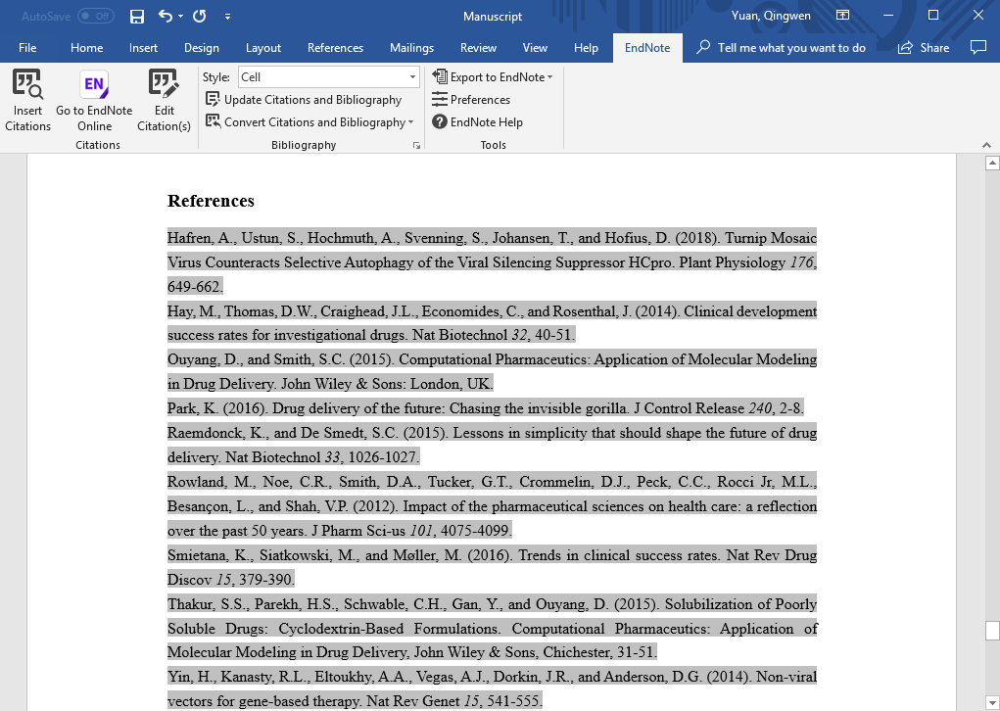 AutoSave Off Manuscript Yuan, Qingwen
File Home Insert Design Layout References Mailings Review View Help EndNote Tell me what you want to do Share
Insert Citations
EN Go to EndNote Online
Edit Citation(s)
Citations
Style: Cell
Update Citations and Bibliography
Convert Citations and Bibliography
Bibliography
Export to EndNote
Preferences
EndNote Help
Tools
References
Hafren, A., Ustun, S., Hochmuth, A., Svenning, S., Johansen, T., and Hofius, D. (2018). Turnip Mosaic
Virus Counteracts Selective Autophagy of the Viral Silencing Suppressor HCpro. Plant Physiology 176,
649-662.
Hay, M., Thomas, D.W., Craighead, J.L., Economides, C., and Rosenthal, J. (2014). Clinical development
success rates for investigational drugs. Nat Biotechnol 32, 40-51.
Ouyang, D., and Smith, S.C. (2015). Computational Pharmaceutics: Application of Molecular Modeling
in Drug Delivery. John Wiley & Sons: London, UK.
Park, K. (2016). Drug delivery of the future: Chasing the invisible gorilla. J Control Release 240, 2-8.
Raemdonck, K., and De Smedt, S.C. (2015). Lessons in simplicity that should shape the future of drug
delivery. Nat Biotechnol 33, 1026-1027.
Rowland, M., Noe, C.R., Smith, D.A., Tucker, G.T., Crommelin, D.J., Peck, C.C., Rocci Jr, M.L.,
Besançon, L., and Shah, V.P. (2012). Impact of the pharmaceutical sciences on health care: a reflection
over the past 50 years. J Pharm Sci-us 101, 4075-4099.
Smietana, K., Siatkowski, M., and Møller, M. (2016). Trends in clinical success rates. Nat Rev Drug
Discov 15, 379-390.
Thakur, S.S., Parekh, H.S., Schwable, C.H., Gan, Y., and Ouyang, D. (2015). Solubilization of Poorly
Soluble Drugs: Cyclodextrin-Based Formulations. Computational Pharmaceutics: Application of
Molecular Modeling in Drug Delivery, John Wiley & Sons, Chichester, 31-51.
Yin, H., Kanasty, R.L., Eltoukhy, A.A., Vegas, A.J., Dorkin, J.R., and Anderson, D.G. (2014). Non-viral
vectors for gene-based therapy. Nat Rev Genet 15, 541-555.